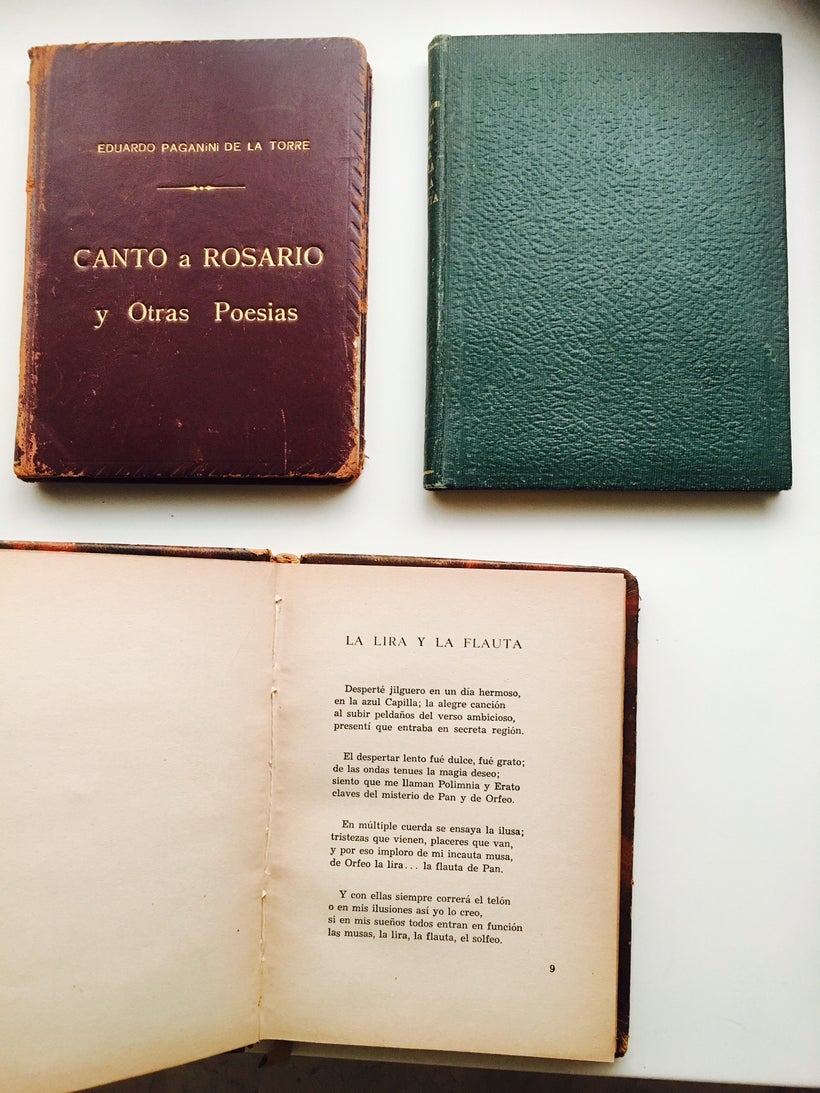 EDUARDO PAGANiNi DE LA TORRE
CANTO a ROSARIO
y Otras Poesias
LA LIRA Y LA FLAUTA
Desperté jilguero en un día hermoso,
en la azul Capilla; la alegre canción
al subir peldaños del verso ambicioso,
presentí que entraba en secreta región.
El despertar lento fué dulce, fué grato;
de las ondas tenues la magia deseo;
siento que me llaman Polimnia y Erato
claves del misterio de Pan y de Orfeo.
En múltiple cuerda se ensaya la ilusa;
tristezas que vienen, placeres que van,
y por eso imploro de mi incauta musa,
de Orfeo la lira... la flauta de Pan.
Y con ellas siempre correrá el telón
o en mis ilusiones así yo lo creo,
si en mis sueños todos entran en función
las musas, la lira, la flauta, el solfeo.
9